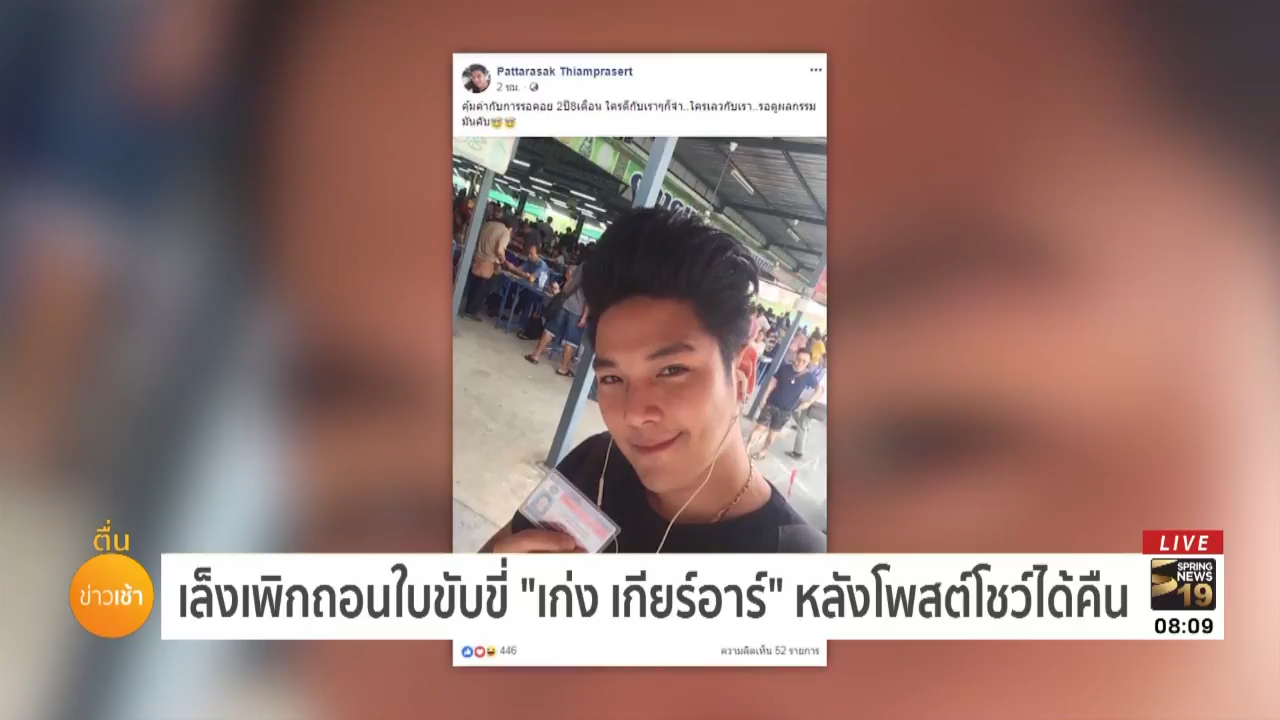 Pattarasak Thiamprasert
2 ชม. ·
คุ้มค่ากับการรอคอย 2ปี8เดือน ใครดีกับเราๆก็จำ..ใครเลวกับเรา..รอดูผลกรรม
มันคับ
ตื่น
ข่าวเช้า
เล็งเพิกถอนใบขับขี่ "เก่ง เกียร์อาร์" หลังโพสต์โชว์ได้คืน
LIVE
SPRING
NEWS
19
08:09
446
ความคิดเห็น 52 รายการ